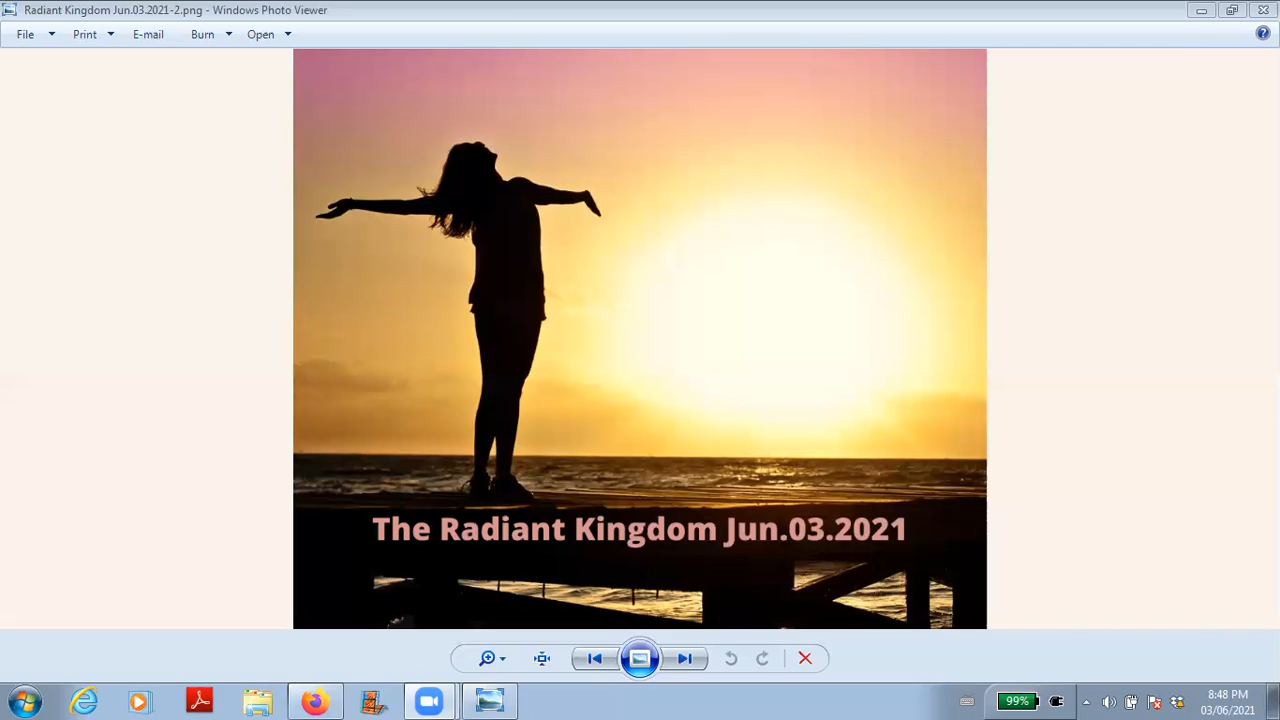 Radiant Kingdom Jun.03.2021-2.png - Windows Photo Viewer
File Print E-mail Burn Open
The Radiant Kingdom Jun.03.2021
99%
8:48 PM
03/06/2021